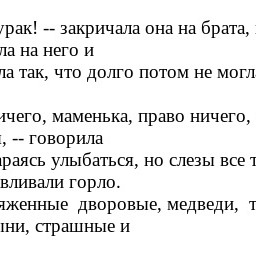 урак! -- закричала она на брата,
ла на него и
ла так, что долго потом не могл
ичего, маменька, право ничего,
, -- говорила
раясь улыбаться, но слезы все
вливали горло.
яженные дворовые, медведи,
ни, страшные и